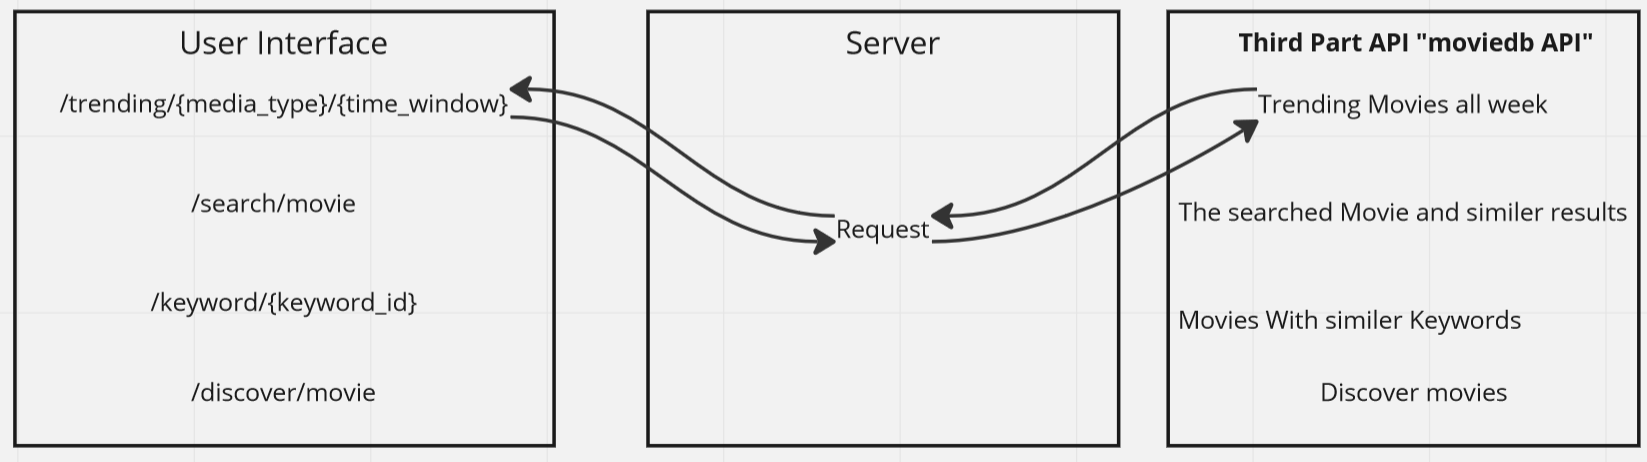 User Interface
/trending/{media_type}/{time_window}
/search/movie
/keyword/{keyword_id}
/discover/movie
Server
Request
Third Part API "moviedb API"
Trending Movies all week
The searched Movie and similer results
Movies With similer Keywords
Discover movies